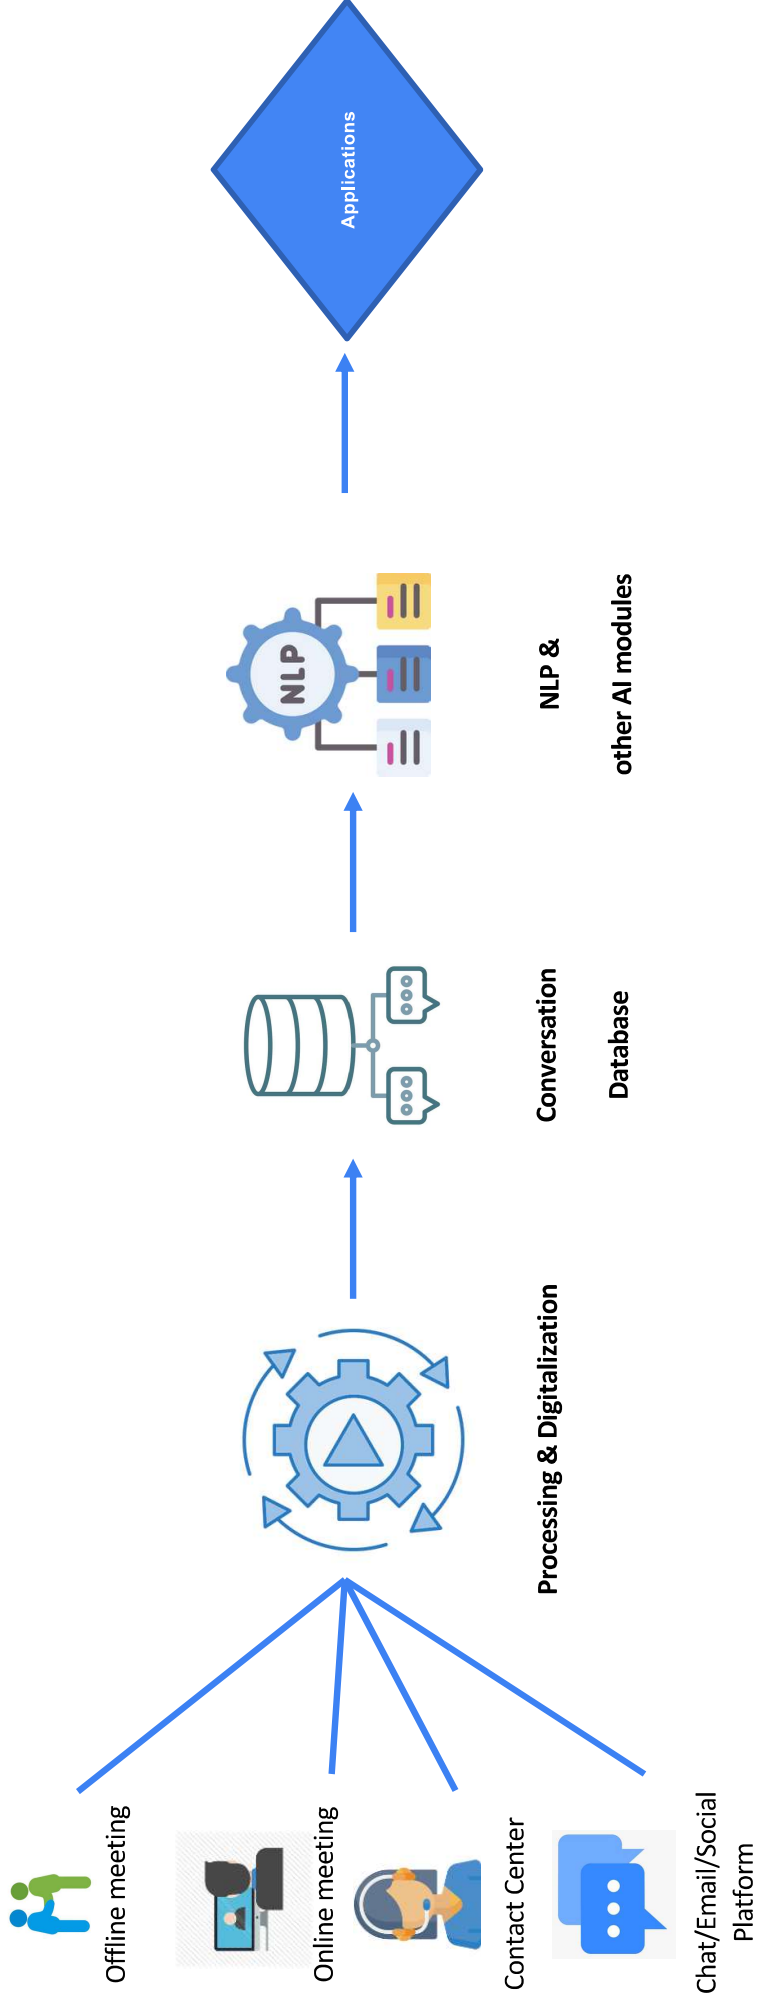 Offline meeting
Online meeting
Contact Center
Chat/Email/Social
Platform
Processing & Digitalization
Conversation
Database
NLP
NLP &
other AI modules
Applications